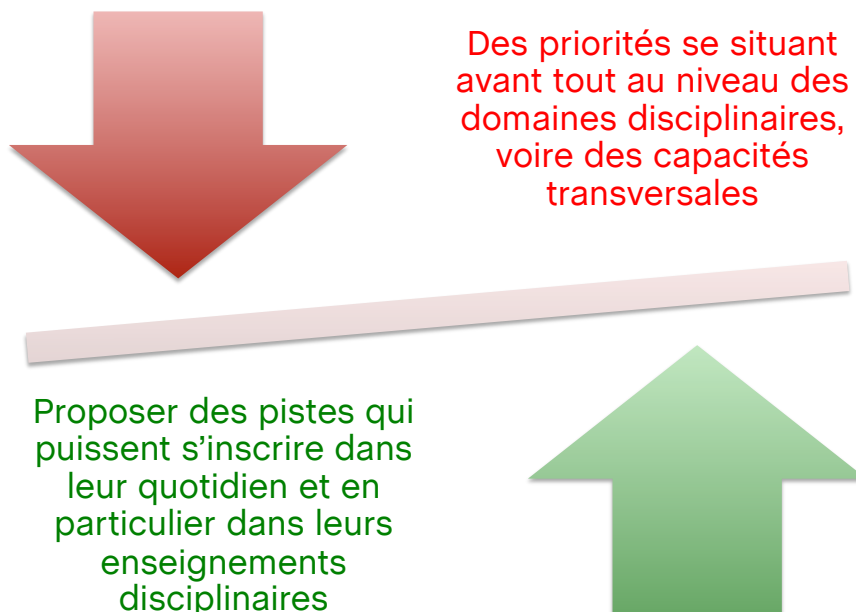 Des priorités se situant
avant tout au niveau des
domaines disciplinaires,
voire des capacités
transversales
Proposer des pistes qui
puissent s’inscrire dans
leur quotidien et en
particulier dans leurs
enseignements
disciplinaires